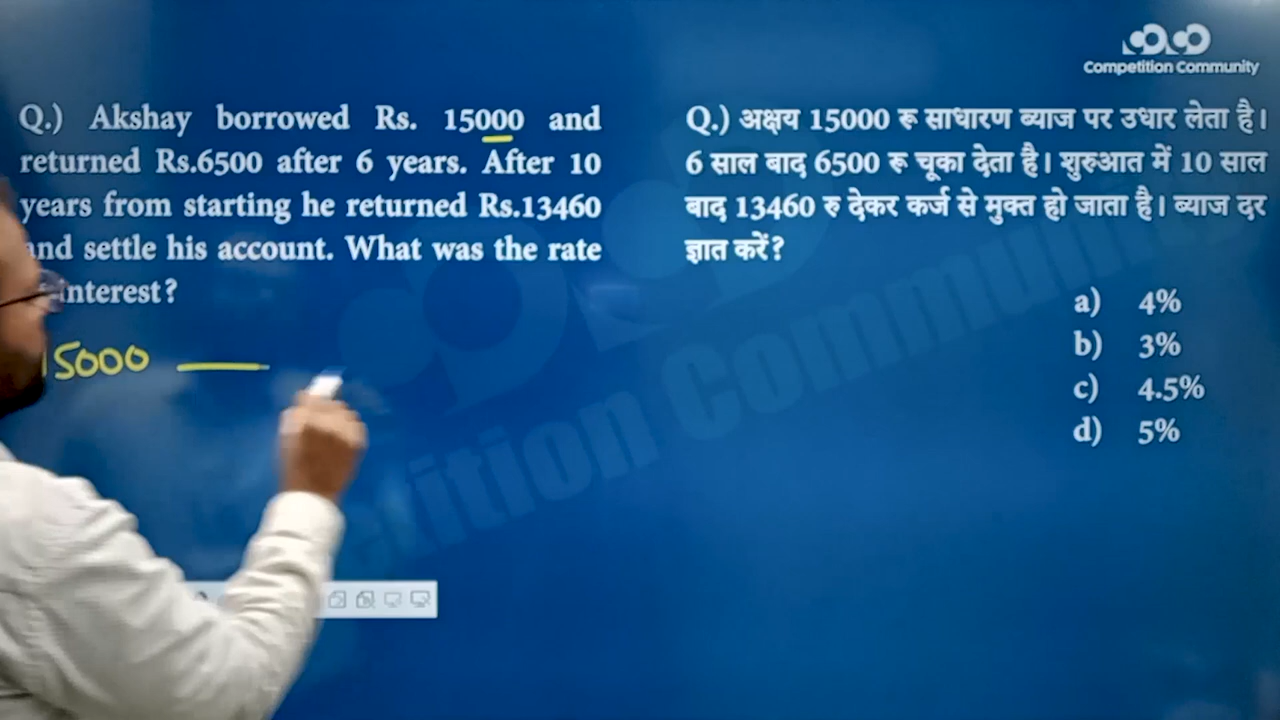 Competition Community
Q.) Akshay borrowed Rs. 15000 and
returned Rs.6500 after 6 years. After 10
years from starting he returned Rs.13460
and settle his account. What was the rate
interest?
Q.) अक्षय 15000 रू साधारण ब्याज पर उधार लेता है।
6 साल बाद 6500 रू चूका देता है। शुरुआत में 10 साल
बाद 13460 रु देकर कर्ज से मुक्त हो जाता है। ब्याज दर
ज्ञात करें?
a) 4%
b) 3%
c) 4.5%
d) 5%
15000